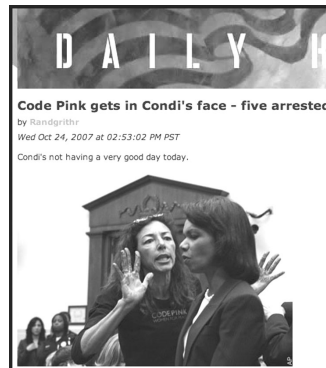 DAILY K
Code Pink gets in Condi's face - five arrested
by Randgrithr
Wed Oct 24, 2007 at 02:53:02 PM PST
Condi's not having a very good day today.
CODEPINK
AP